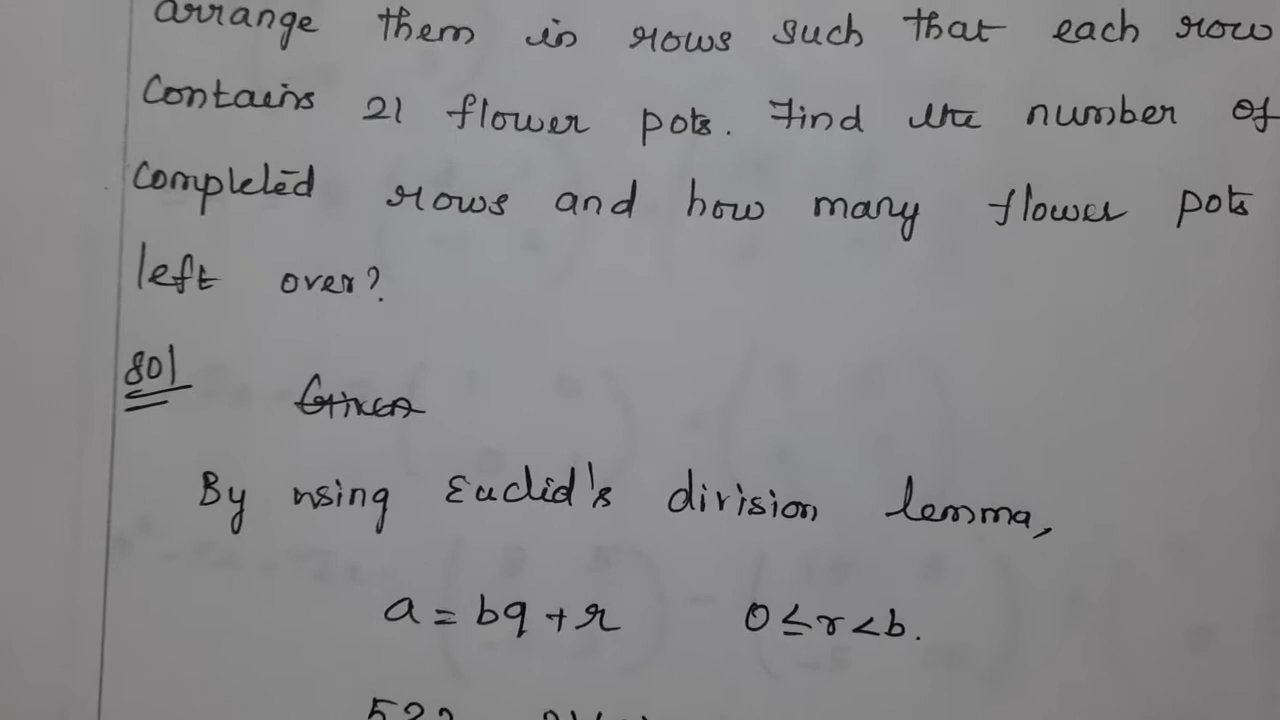 arrange them in rows such that each row
Contains 21 flower pots. Find the number of
completed rows and how many flower pots
left over?
Sol
Given
By using Euclid's division lemma,
a = bq + r 0 ≤ r < b.